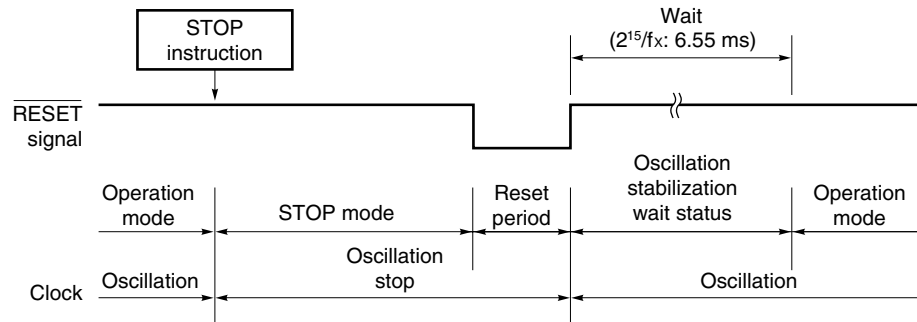 STOP
instruction
Wait
(2¹⁵/fx: 6.55 ms)
RESET
signal
Operation
mode
STOP mode
Reset
period
Oscillation
stabilization
wait status
Operation
mode
Clock
Oscillation
Oscillation
stop
Oscillation